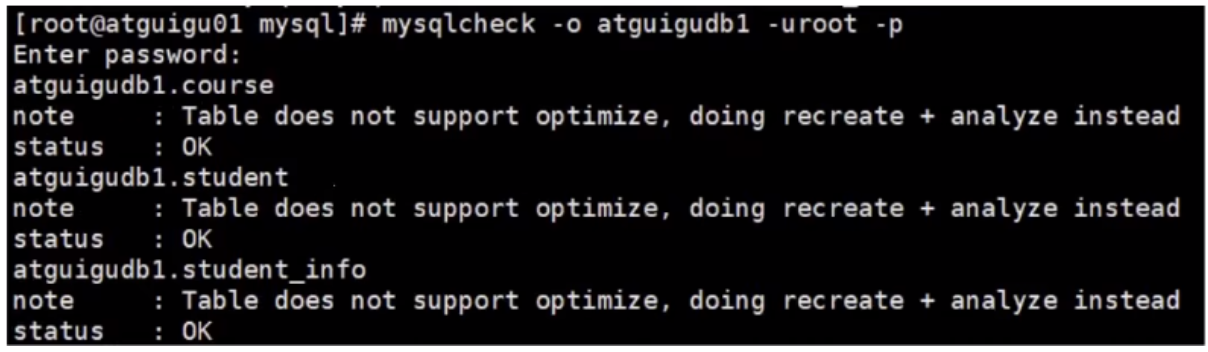 [root@atguigu01 mysql]# mysqlcheck -o atguigudb1 -uroot -p
Enter password:
atguigudb1.course
note     : Table does not support optimize, doing recreate + analyze instead
status   : OK
atguigudb1.student
note     : Table does not support optimize, doing recreate + analyze instead
status   : OK
atguigudb1.student_info
note     : Table does not support optimize, doing recreate + analyze instead
status   : OK